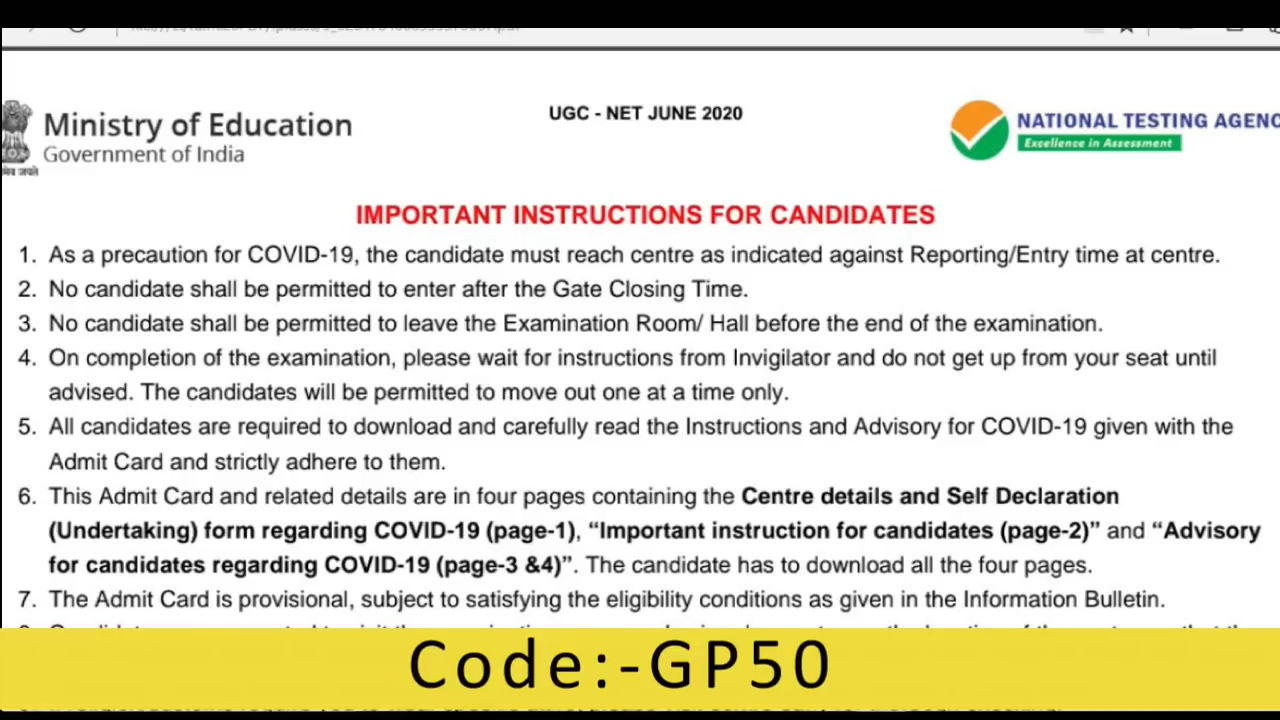 Ministry of Education
Government of India
UGC - NET JUNE 2020
NATIONAL TESTING AGENC
Excellence in Assessment
IMPORTANT INSTRUCTIONS FOR CANDIDATES
1. As a precaution for COVID-19, the candidate must reach centre as indicated against Reporting/Entry time at centre.
2. No candidate shall be permitted to enter after the Gate Closing Time.
3. No candidate shall be permitted to leave the Examination Room/ Hall before the end of the examination.
4. On completion of the examination, please wait for instructions from Invigilator and do not get up from your seat until
advised. The candidates will be permitted to move out one at a time only.
5. All candidates are required to download and carefully read the Instructions and Advisory for COVID-19 given with the
Admit Card and strictly adhere to them.
6. This Admit Card and related details are in four pages containing the Centre details and Self Declaration
(Undertaking) form regarding COVID-19 (page-1), “Important instruction for candidates (page-2)” and “Advisory
for candidates regarding COVID-19 (page-3 &4)”. The candidate has to download all the four pages.
7. The Admit Card is provisional, subject to satisfying the eligibility conditions as given in the Information Bulletin.
Code:-GP50